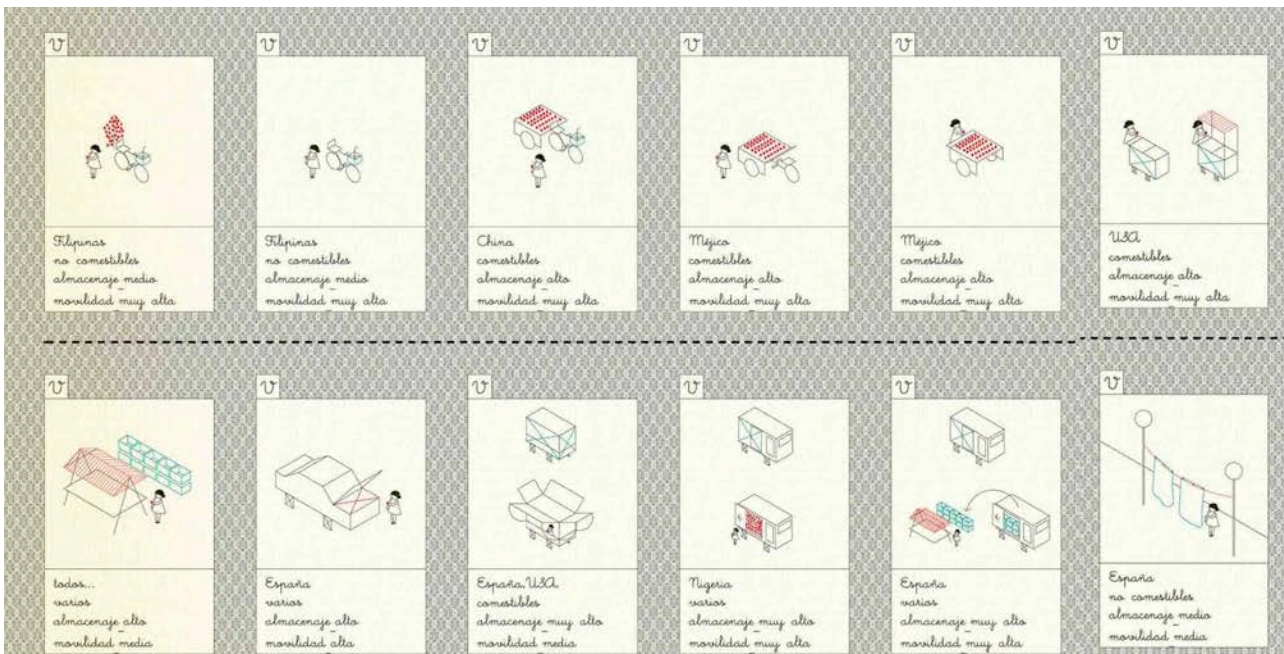 V
Filipinas
no comestibles
almacenaje medio
movilidad muy alta
V
Filipinas
no comestibles
almacenaje medio
movilidad muy alta
V
China
comestibles
almacenaje alto
movilidad muy alta
V
Méjico
comestibles
almacenaje alto
movilidad muy alta
V
Méjico
comestibles
almacenaje alto
movilidad muy alta
V
USA
comestibles
almacenaje alto
movilidad muy alta
V
todos...
varios
almacenaje alto
movilidad media
V
España
varios
almacenaje alto
movilidad alta
V
España.USA.
comestibles
almacenaje muy alto
movilidad media
V
Nigeria
varios
almacenaje muy alto
movilidad muy alta
V
España
varios
almacenaje muy alto
movilidad muy alta
V
España
no comestibles
almacenaje medio
movilidad media